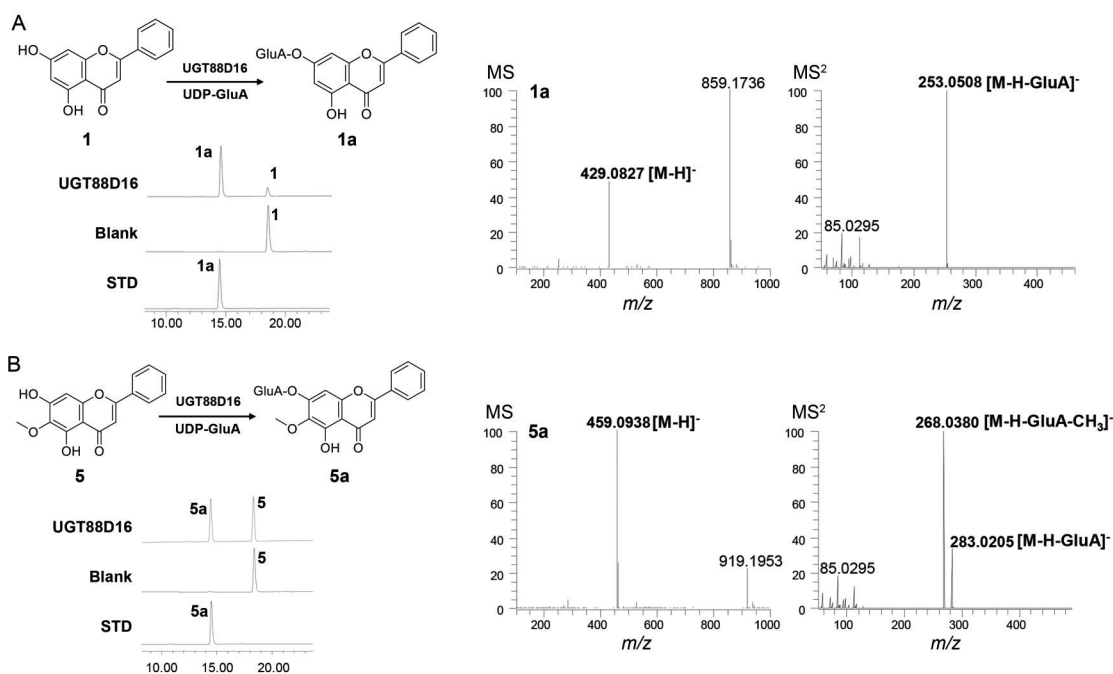 A
HO
O
OH
O
1
UGT88D16
UDP-GluA
GluA-O
O
OH
O
1a
1a
1
UGT88D16
1
Blank
1a
STD
10.00 15.00 20.00
MS
100
80
60
40
20
0
1a
859.1736
429.0827 [M-H]⁻
200 400 600 800 1000
m/z
MS²
100
80
60
40
20
0
253.0508 [M-H-GluA]⁻
85.0295
100 200 300 400
m/z
B
HO
O
O
OH
O
5
UGT88D16
UDP-GluA
GluA-O
O
O
OH
O
5a
5a
5
UGT88D16
5
Blank
5a
STD
10.00 15.00 20.00
MS
100
80
60
40
20
0
5a
459.0938 [M-H]⁻
919.1953
200 400 600 800 1000
m/z
MS²
100
80
60
40
20
0
268.0380 [M-H-GluA-CH₃]⁻
283.0205 [M-H-GluA]⁻
85.0295
100 200 300 400
m/z